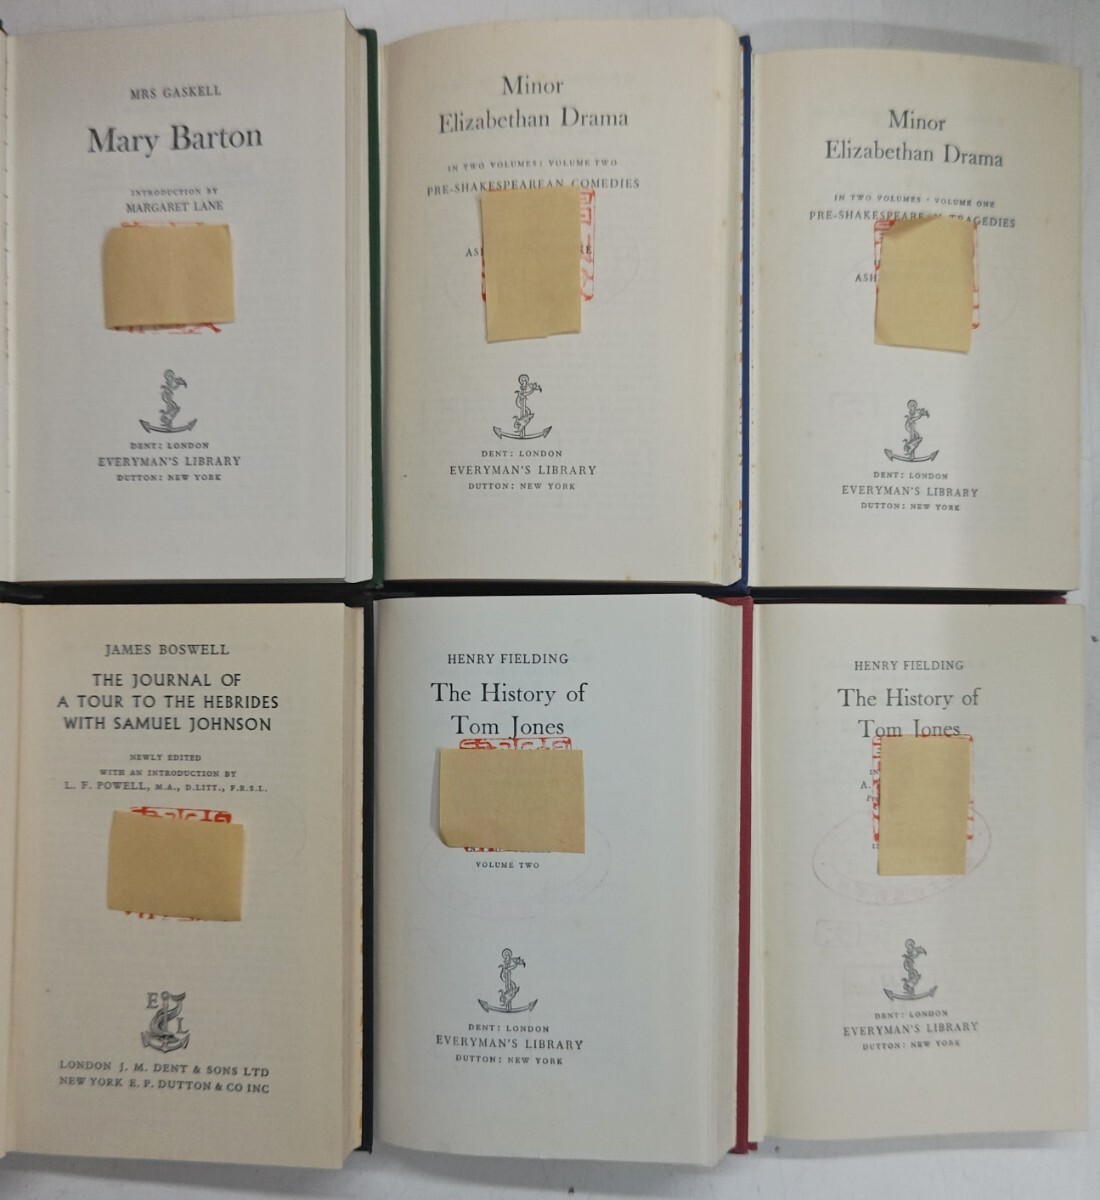 MRS GASKELL
Mary Barton
INTRODUCTION BY
MARGARET LANE
DENT: LONDON
EVERYMAN'S LIBRARY
DUTTON: NEW YORK
Minor
Elizabethan Drama
IN TWO VOLUMES: VOLUME TWO
PRE-SHAKESPEAREAN COMEDIES
DENT: LONDON
EVERYMAN'S LIBRARY
DUTTON: NEW YORK
Minor
Elizabethan Drama
IN TWO VOLUMES · VOLUME ONE
PRE-SHAKESPEAREAN TRAGEDIES
ASH
DENT: LONDON
EVERYMAN'S LIBRARY
DUTTON: NEW YORK
JAMES BOSWELL
THE JOURNAL OF
A TOUR TO THE HEBRIDES
WITH SAMUEL JOHNSON
NEWLY EDITED
WITH AN INTRODUCTION BY
L. F. POWELL, M.A., D.LITT., F.R.S.L.
E L
LONDON J. M. DENT & SONS LTD
NEW YORK E. P. DUTTON & CO INC
HENRY FIELDING
The History of
Tom Jones
VOLUME TWO
DENT: LONDON
EVERYMAN'S LIBRARY
DUTTON: NEW YORK
HENRY FIELDING
The History of
Tom Jones
IN
A.
DENT: LONDON
EVERYMAN'S LIBRARY
DUTTON: NEW YORK